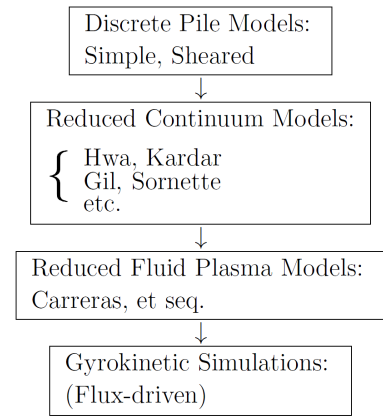 Discrete Pile Models:
Simple, Sheared
Reduced Continuum Models:
Hwa, Kardar
Gil, Sornette
etc.
Reduced Fluid Plasma Models:
Carreras, et seq.
Gyrokinetic Simulations:
(Flux-driven)